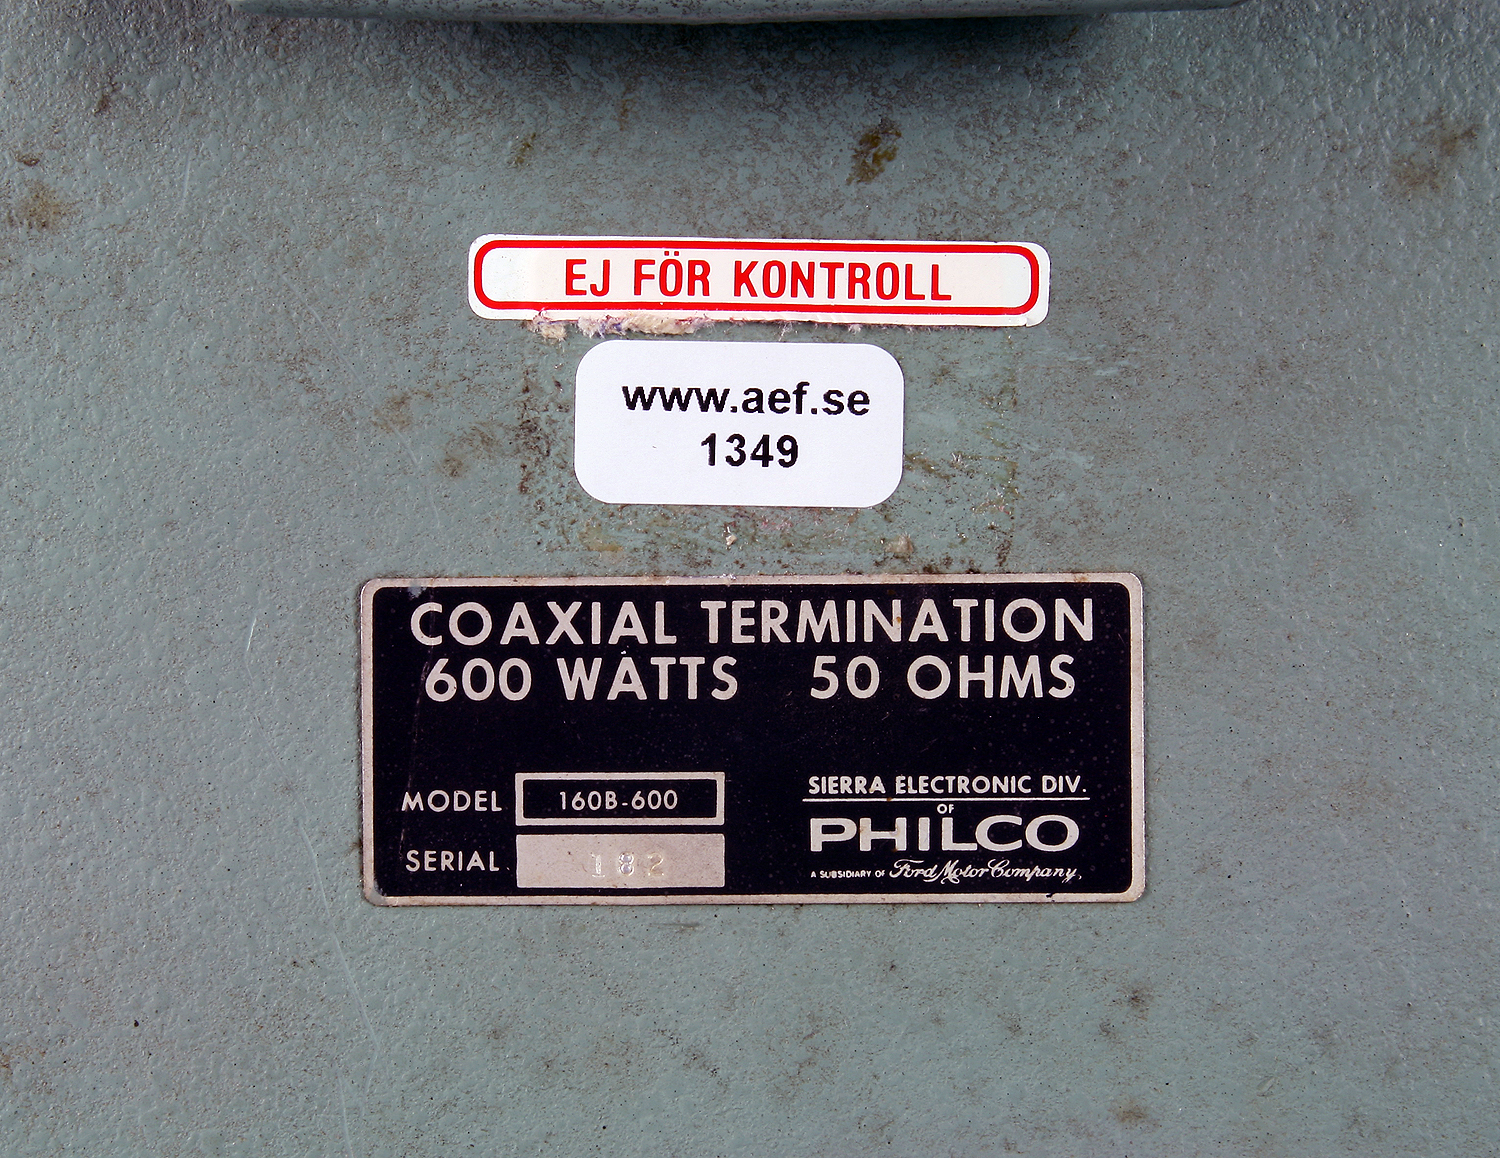 EJ FÖR KONTROLL
www.aef.se
1349
COAXIAL TERMINATION
600 WATTS 50 OHMS
MODEL 160B-600
SERIAL 182
SIERRA ELECTRONIC DIV.
OF
PHILCO
A SUBSIDIARY OF Ford Motor Company,